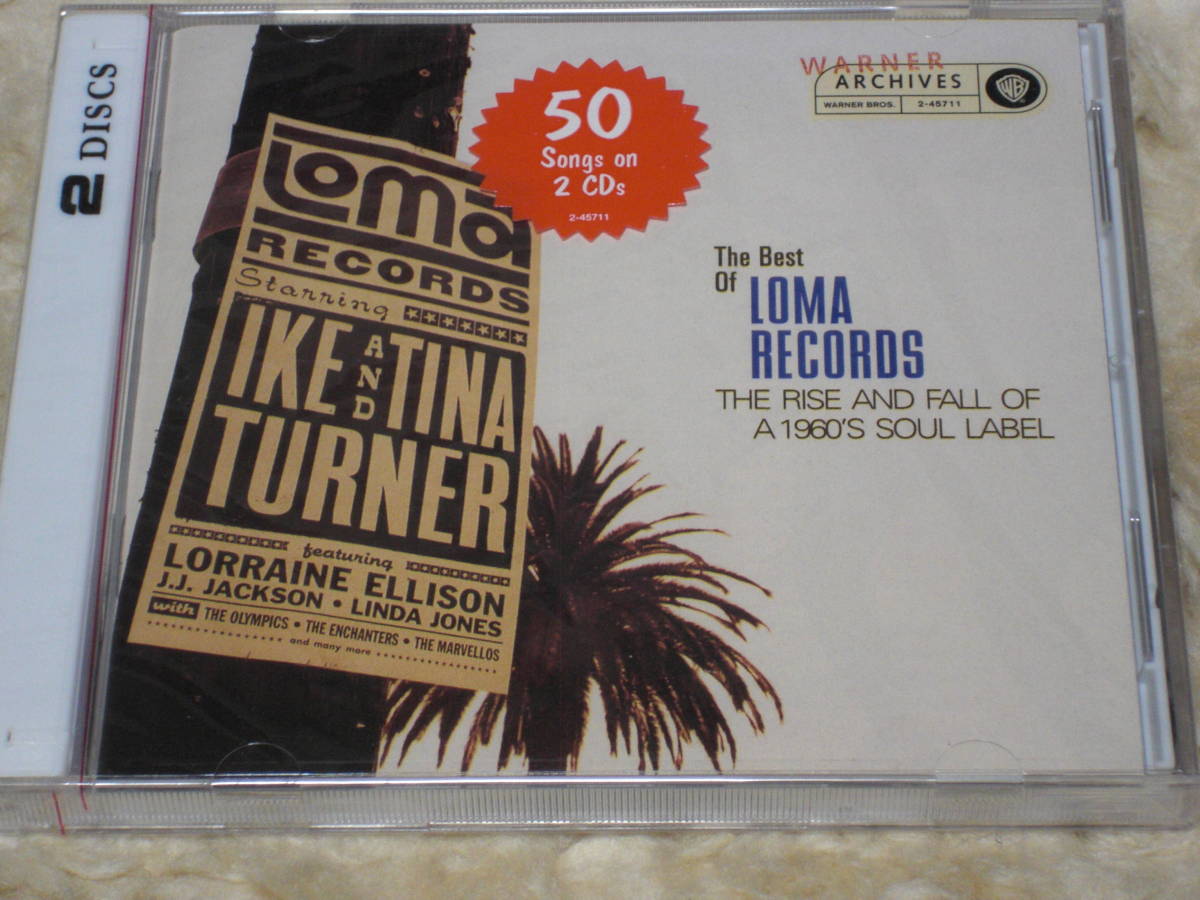 2 DISCS
Loma
RECORDS
Starring
IKE AND TINA
TURNER
featuring
LORRAINE ELLISON
J.J. JACKSON • LINDA JONES
with THE OLYMPICS • THE ENCHANTERS • THE MARVELLOS
and many more
50
Songs on
2 CDs
2-45711
WARNER
ARCHIVES
WARNER BROS. 2-45711
WB
The Best
Of LOMA
RECORDS
THE RISE AND FALL OF
A 1960'S SOUL LABEL